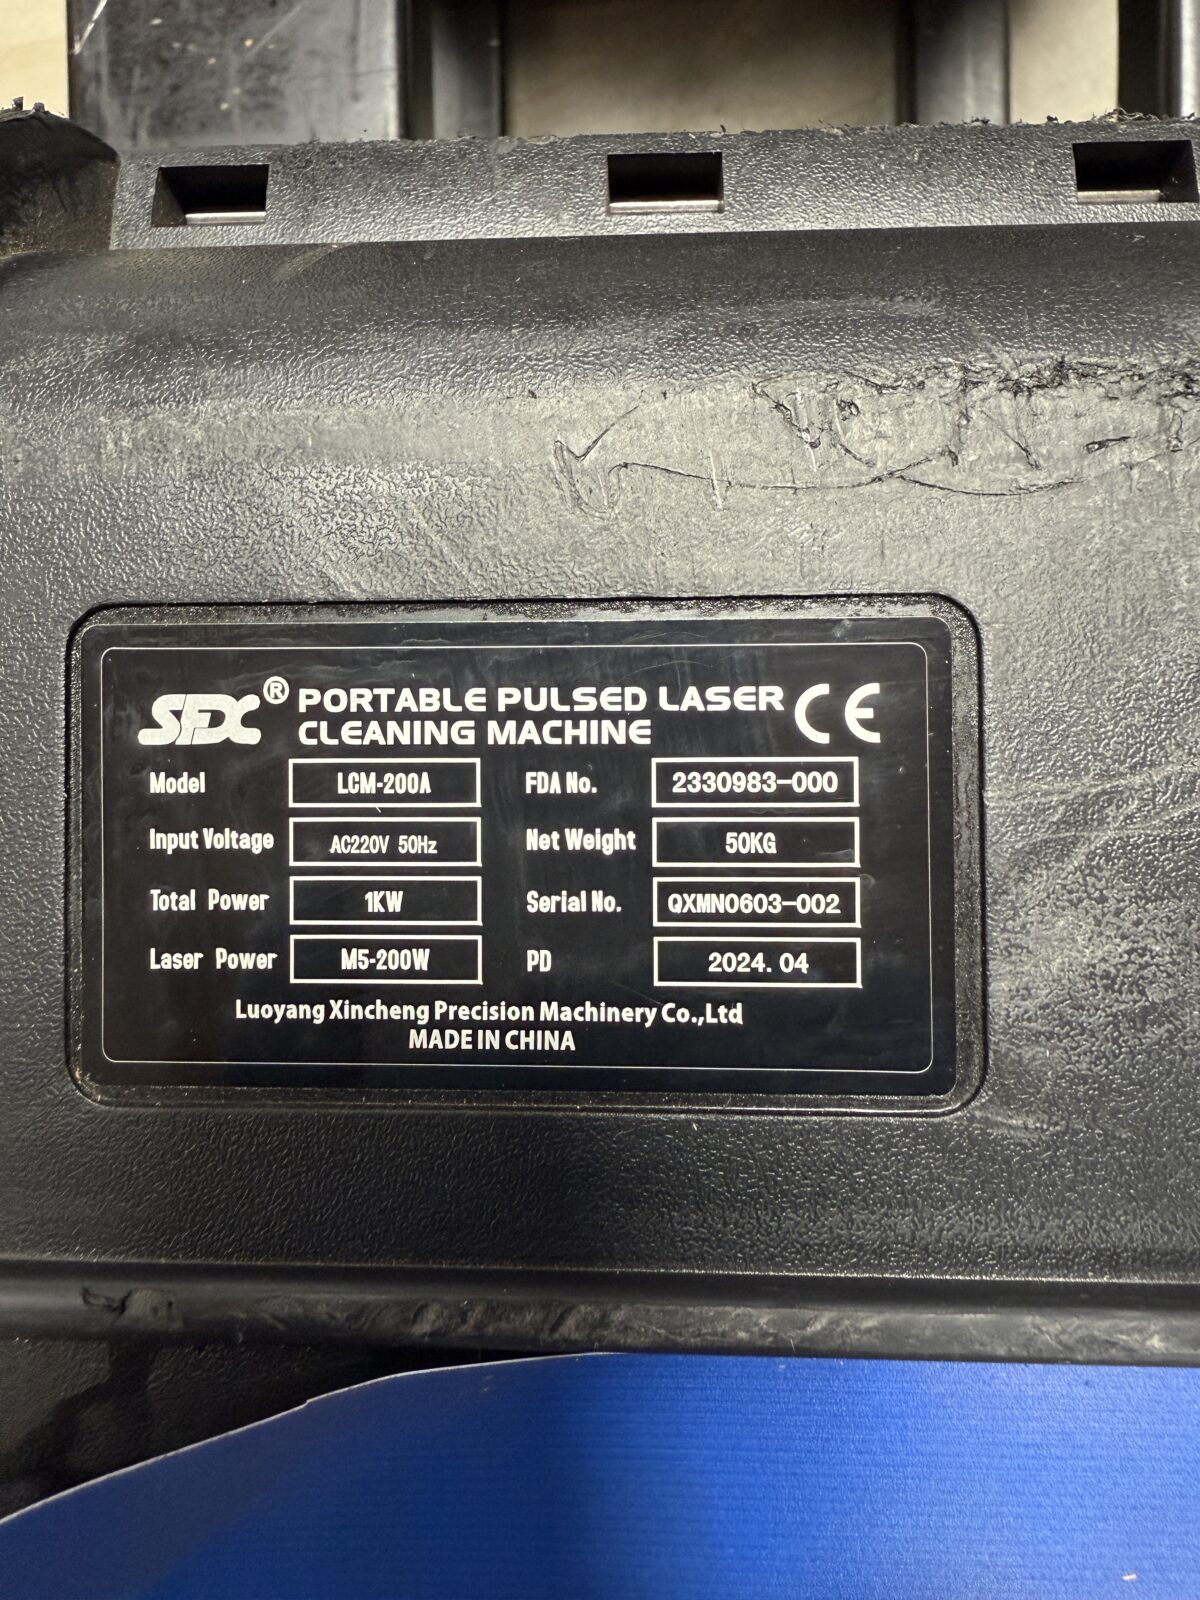 SFX® PORTABLE PULSED LASER CLEANING MACHINE CE
Model LCM-200A FDA No. 2330983-000
Input Voltage AC220V 50Hz Net Weight 50KG
Total Power 1KW Serial No. QXMN0603-002
Laser Power M5-200W PD 2024.04
Luoyang Xincheng Precision Machinery Co.,Ltd
MADE IN CHINA